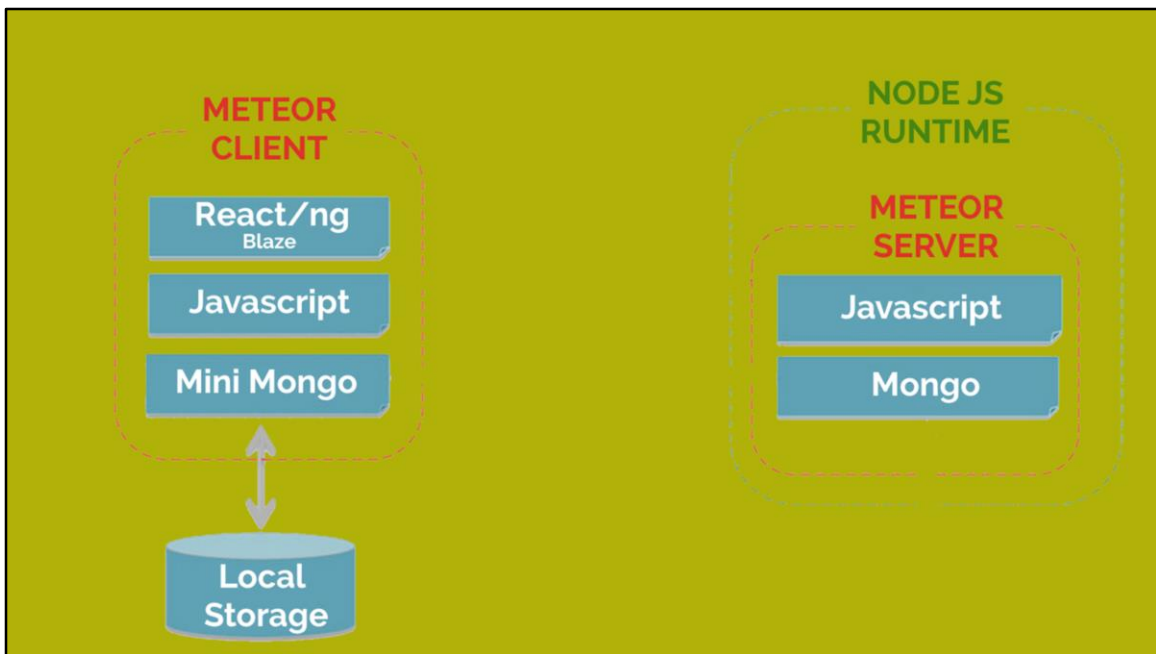 METEOR
CLIENT
React/ng
Blaze
Javascript
Mini Mongo
Local
Storage
NODE JS
RUNTIME
METEOR
SERVER
Javascript
Mongo